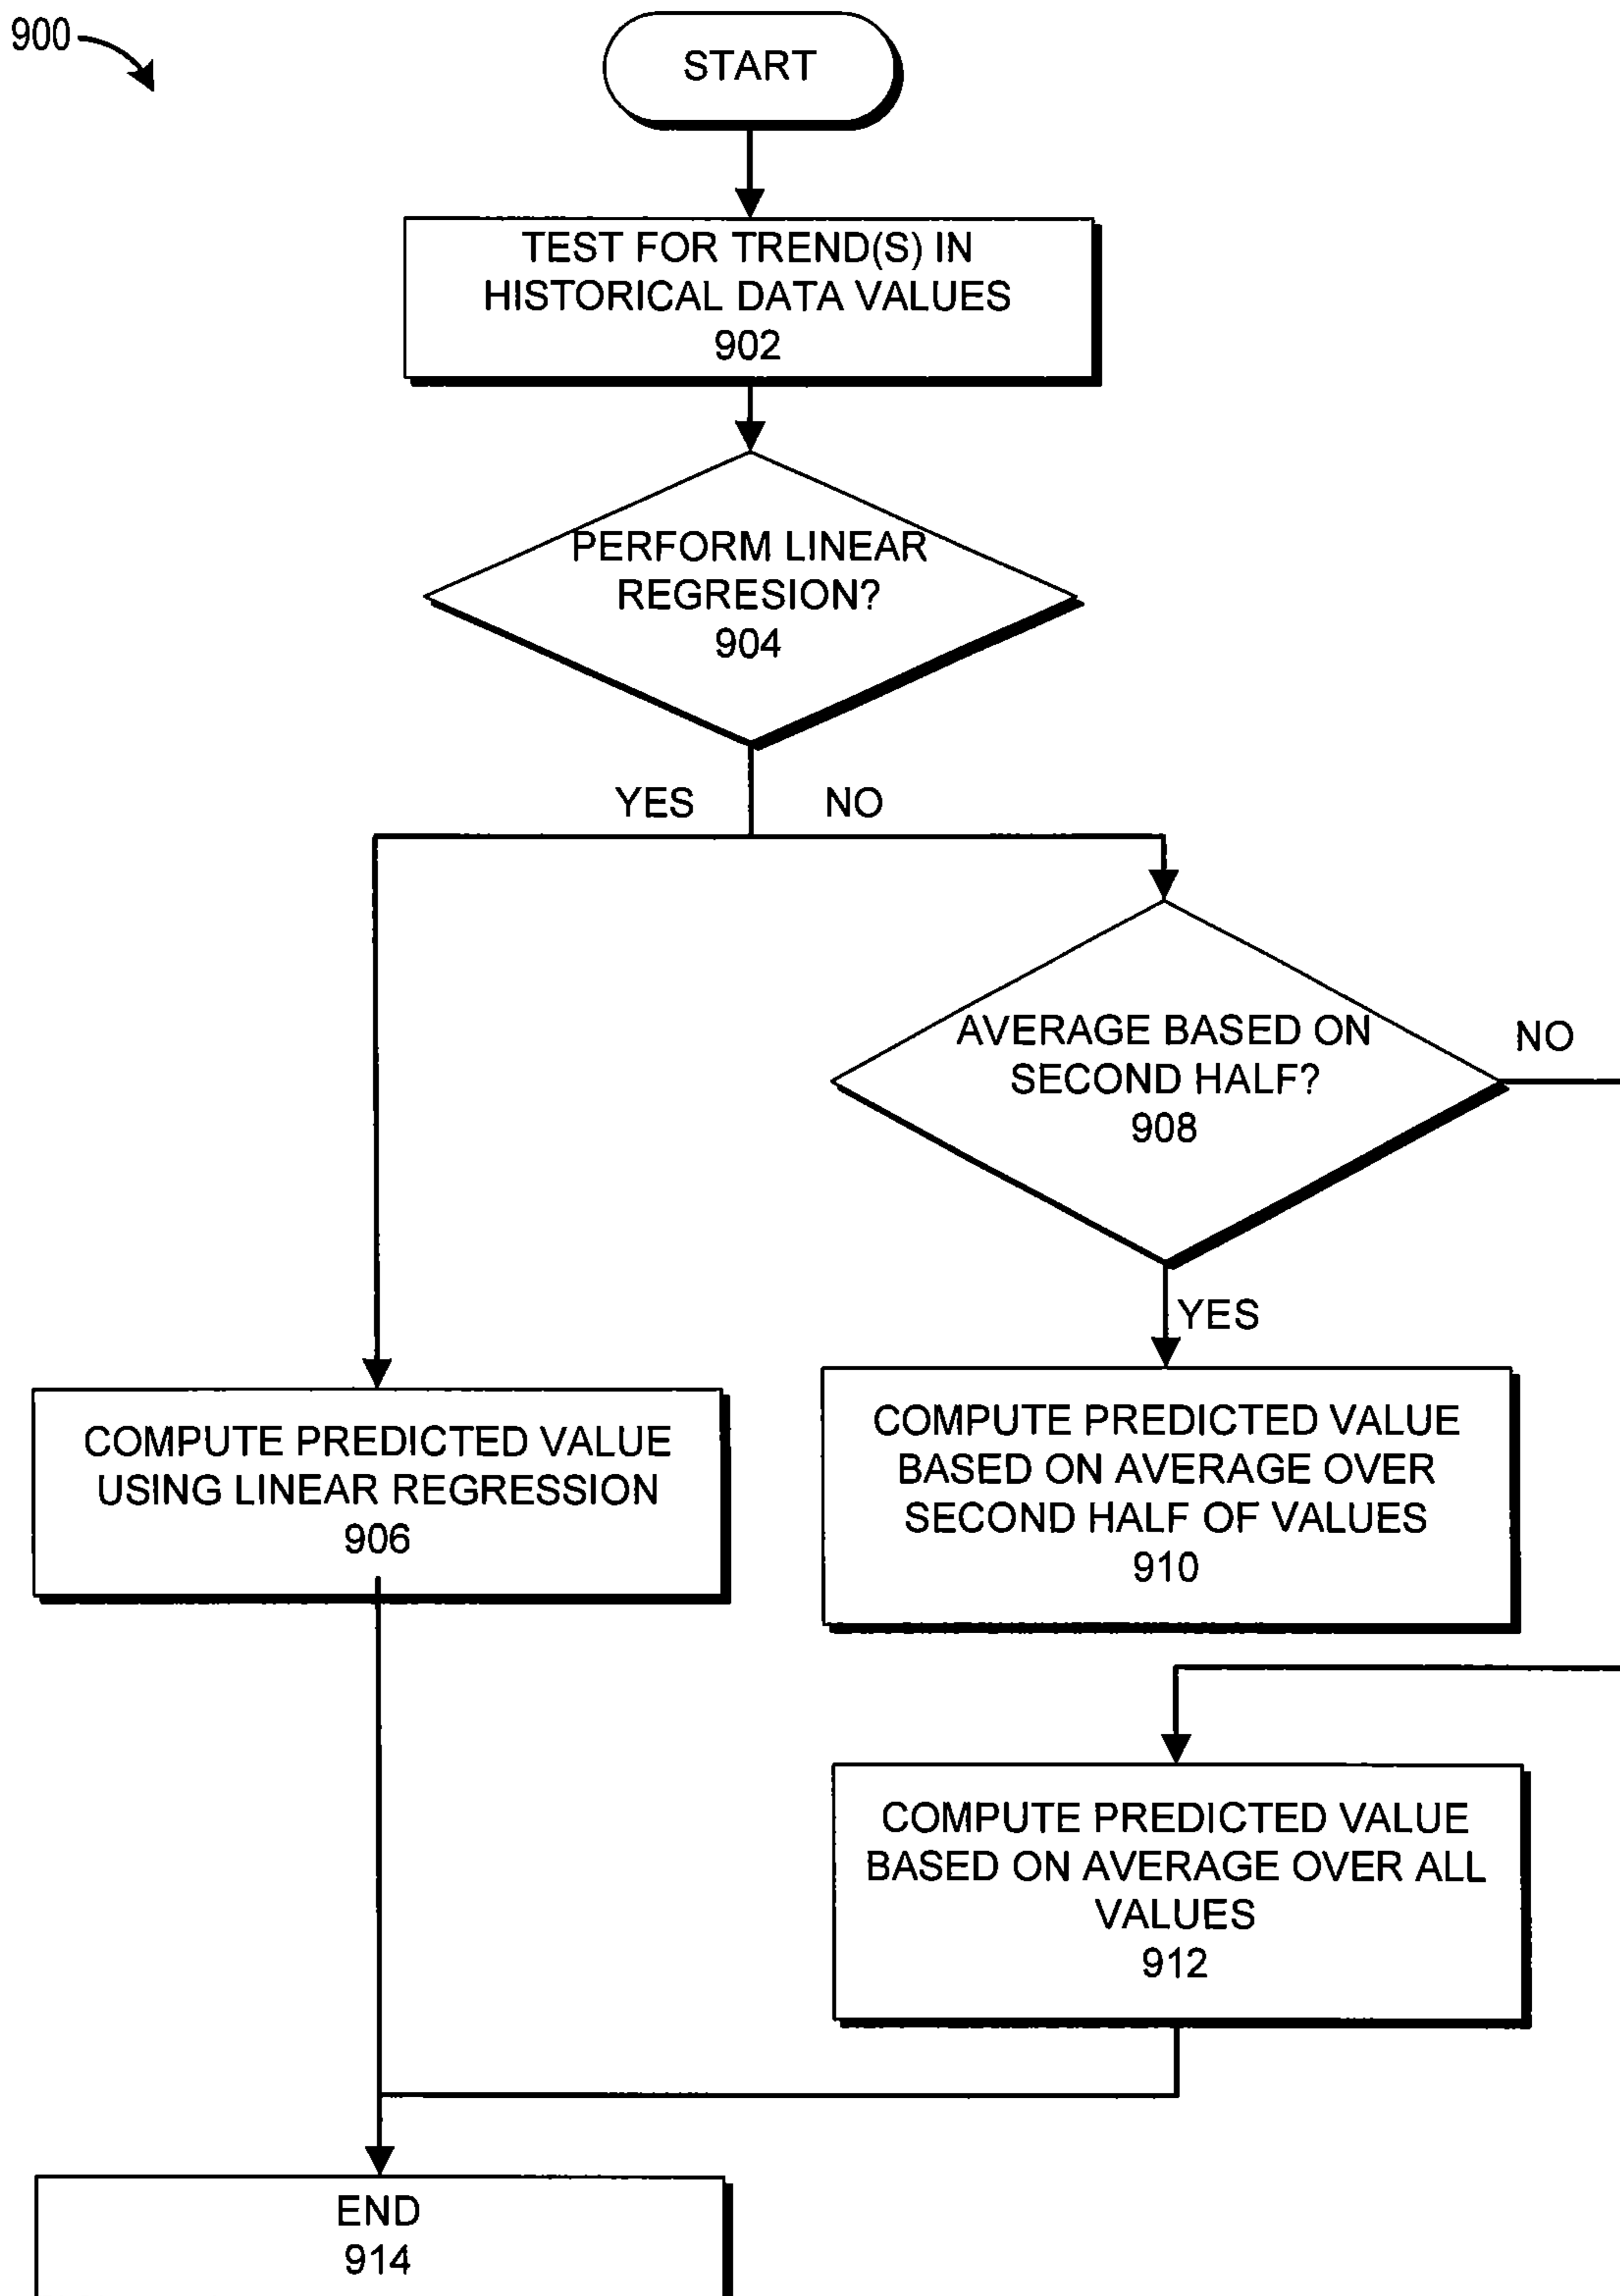 900
START
TEST FOR TREND(S) IN
HISTORICAL DATA VALUES
902
PERFORM LINEAR
REGRESION?
904
YES
NO
AVERAGE BASED ON
SECOND HALF?
908
NO
YES
COMPUTE PREDICTED VALUE
USING LINEAR REGRESSION
906
COMPUTE PREDICTED VALUE
BASED ON AVERAGE OVER
SECOND HALF OF VALUES
910
COMPUTE PREDICTED VALUE
BASED ON AVERAGE OVER ALL
VALUES
912
END
914